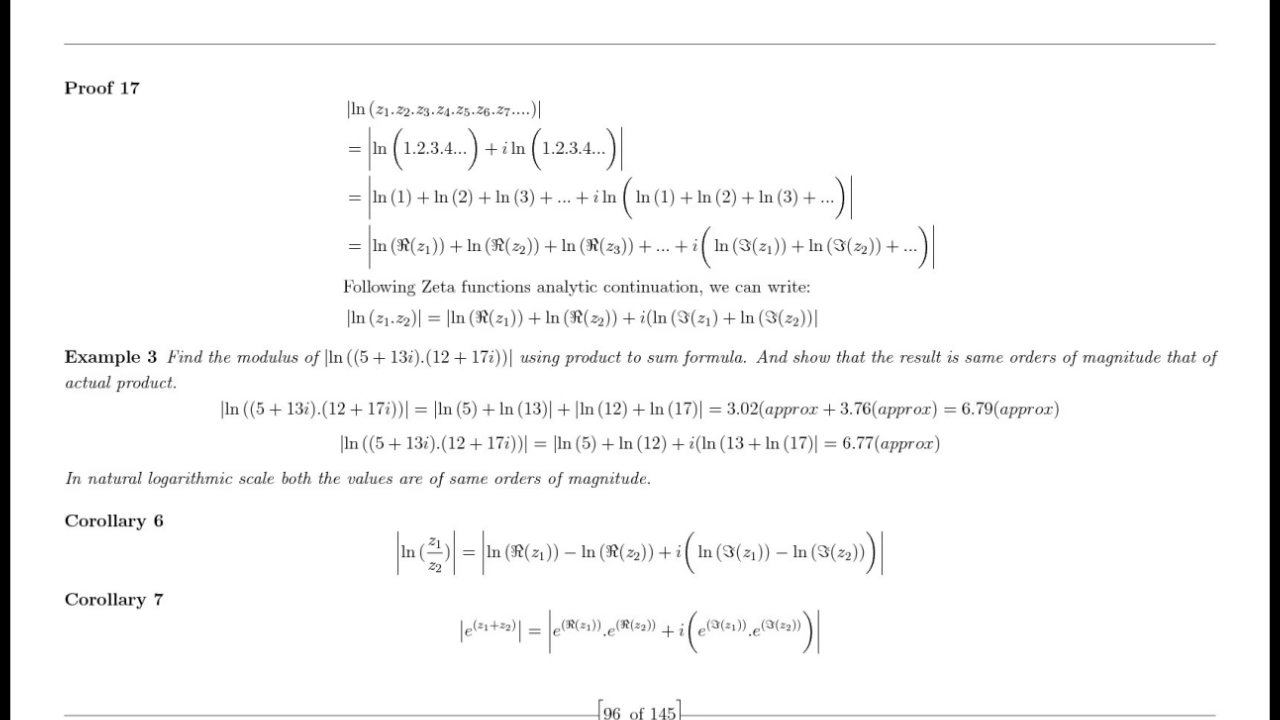 Proof 17
|ln (z₁.z₂.z₃.z₄.z₅.z₆.z₇....)|
= |ln (1.2.3.4...) + i ln (1.2.3.4...)|
= |ln (1) + ln (2) + ln (3) + ... + i ln ( ln (1) + ln (2) + ln (3) + ...)|
= |ln (ℜ(z₁)) + ln (ℜ(z₂)) + ln (ℜ(z₃)) + ... + i( ln (ℑ(z₁)) + ln (ℑ(z₂)) + ...)|
Following Zeta functions analytic continuation, we can write:
|ln (z₁.z₂)| = |ln (ℜ(z₁)) + ln (ℜ(z₂)) + i(ln (ℑ(z₁) + ln (ℑ(z₂))|
Example 3 Find the modulus of |ln ((5 + 13i).(12 + 17i))| using product to sum formula. And show that the result is same orders of magnitude that of
actual product.
|ln ((5 + 13i).(12 + 17i))| = |ln (5) + ln (13)| + |ln (12) + ln (17)| = 3.02(approx + 3.76(approx) = 6.79(approx)
|ln ((5 + 13i).(12 + 17i))| = |ln (5) + ln (12) + i(ln (13 + ln (17)| = 6.77(approx)
In natural logarithmic scale both the values are of same orders of magnitude.
Corollary 6
|ln (z₁/z₂)| = |ln (ℜ(z₁)) − ln (ℜ(z₂)) + i( ln (ℑ(z₁)) − ln (ℑ(z₂)))|
Corollary 7
|e^(z₁+z₂)| = |e^(ℜ(z₁)).e^(ℜ(z₂)) + i(e^(ℑ(z₁)).e^(ℑ(z₂)))|
[96 of 145]